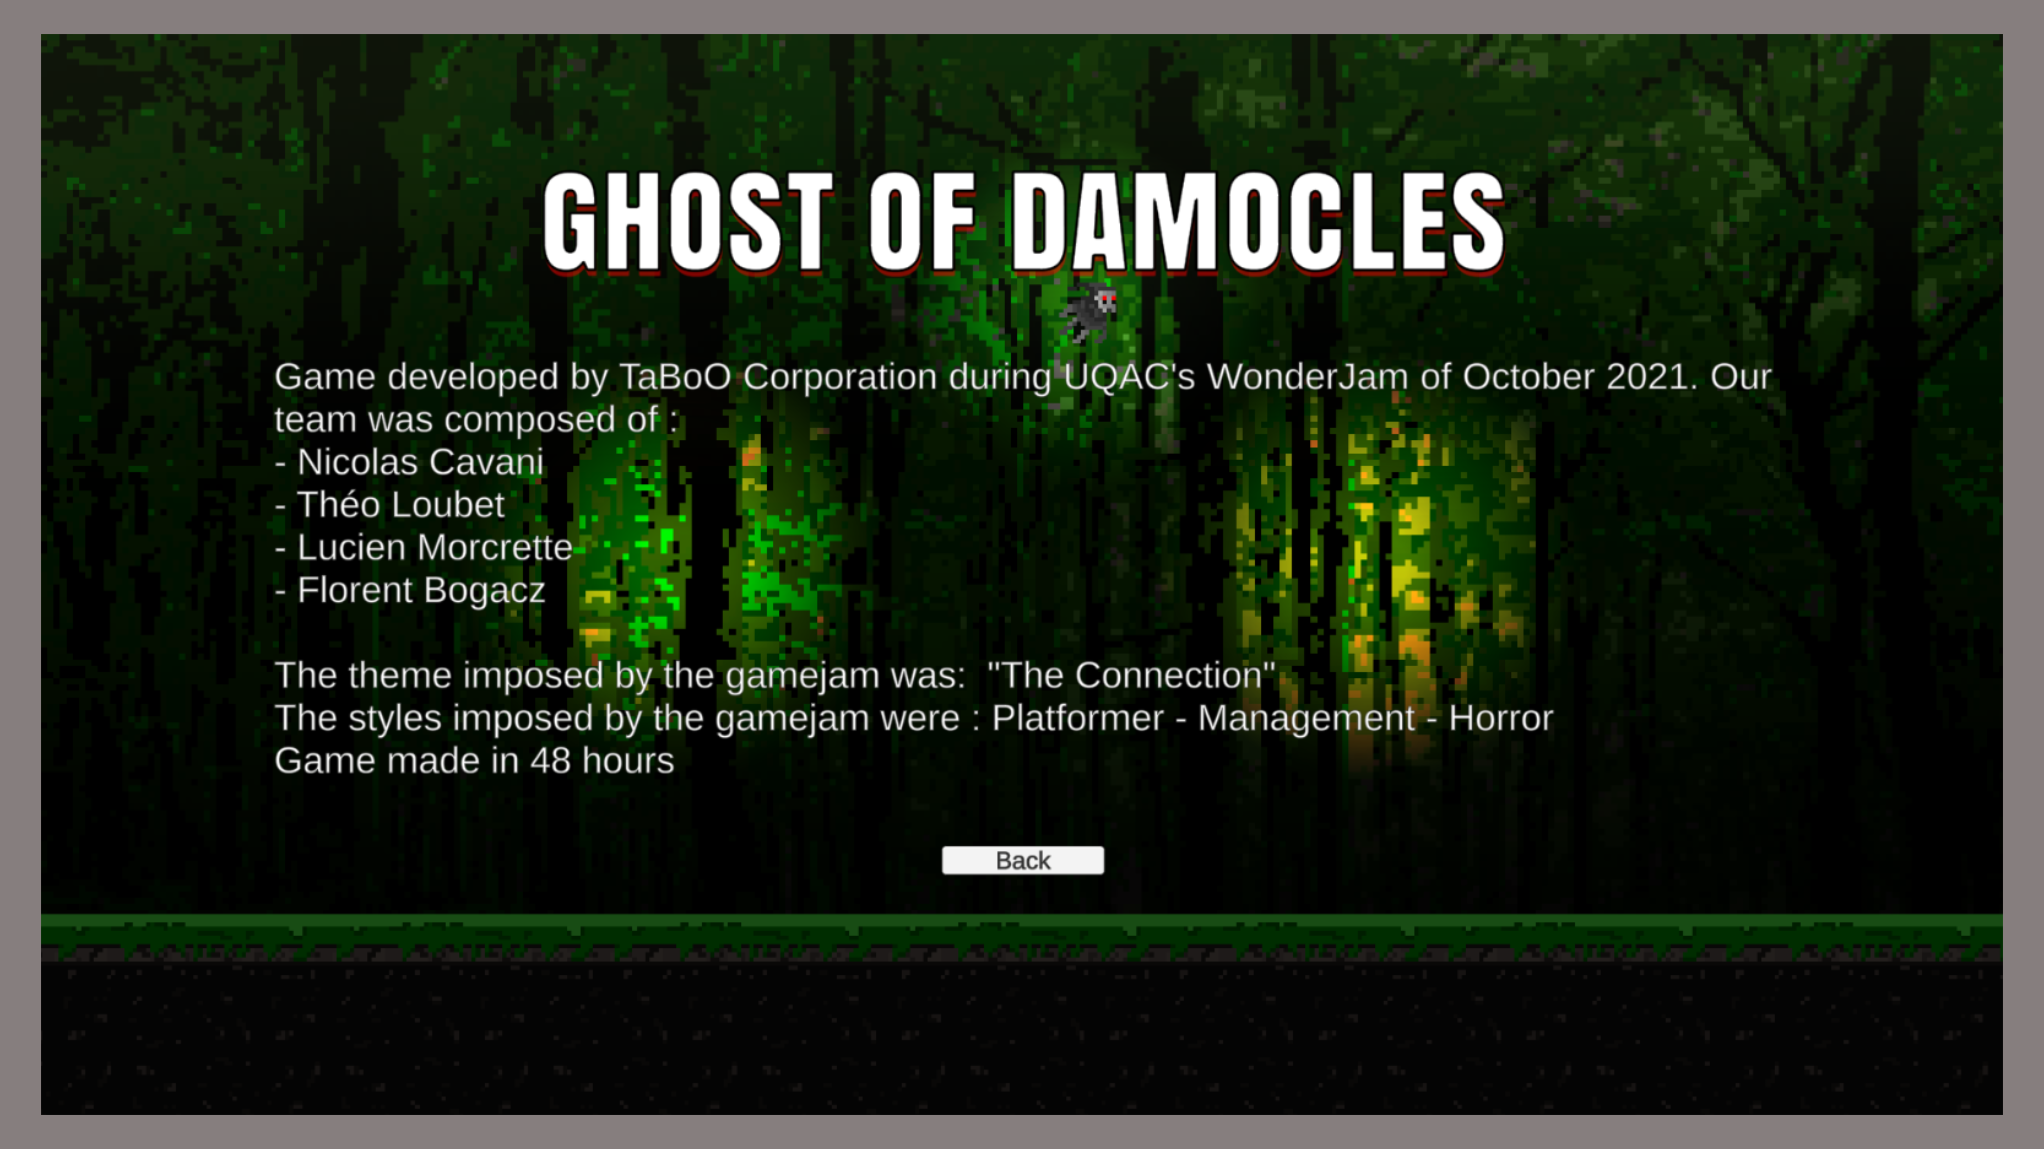 GHOST OF DAMOCLES
Game developed by TaBoO Corporation during UQAC's WonderJam of October 2021. Our
team was composed of :
- Nicolas Cavani
- Théo Loubet
- Lucien Morcrette
- Florent Bogacz
The theme imposed by the gamejam was:  "The Connection"
The styles imposed by the gamejam were : Platformer - Management - Horror
Game made in 48 hours
Back